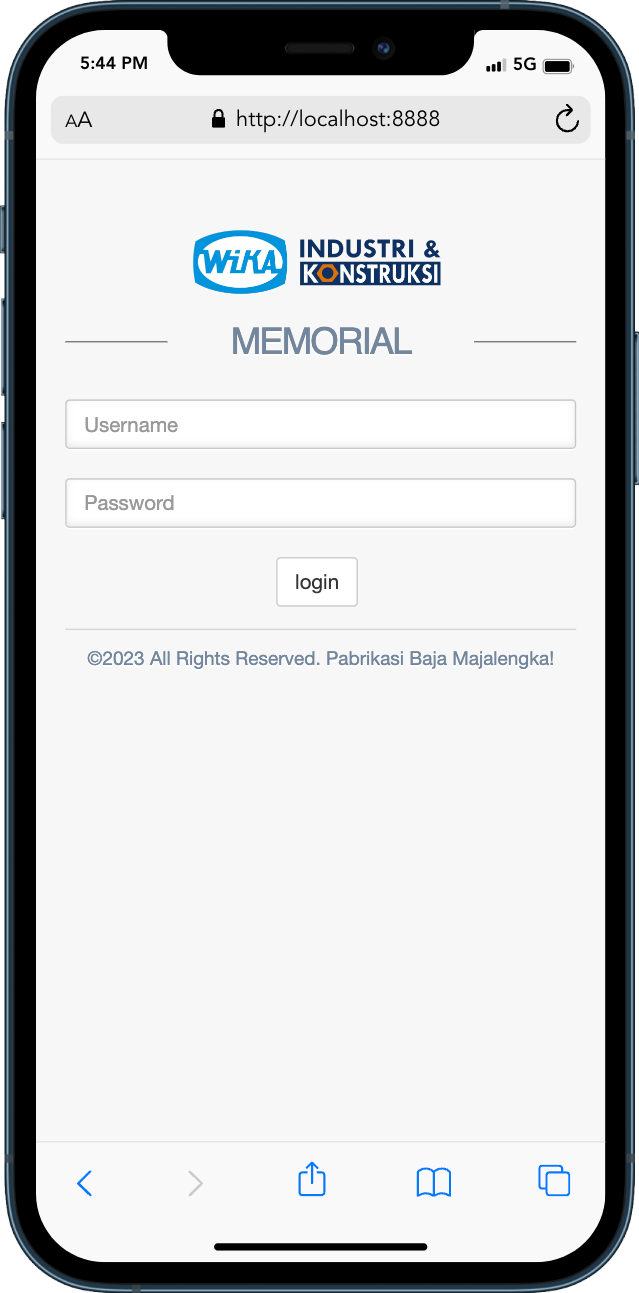 5:44 PM 5G
AA http://localhost:8888
WiKA INDUSTRI &
KONSTRUKSI
MEMORIAL
Username
Password
login
©2023 All Rights Reserved. Pabrikasi Baja Majalengka!